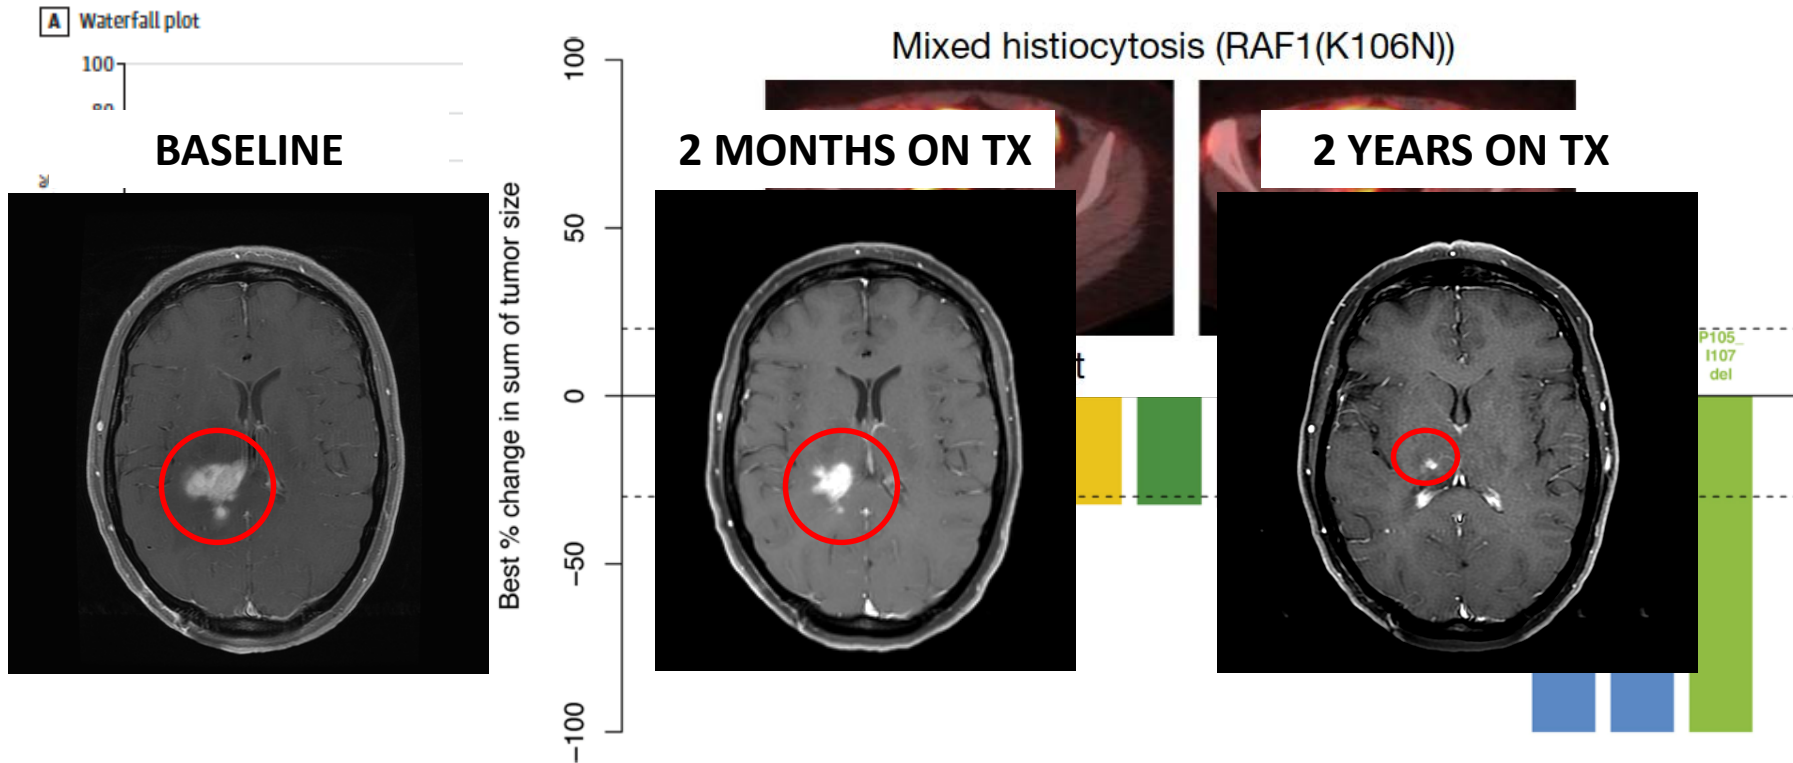 A Waterfall plot
100
80
BASELINE
Best % change in sum of tumor size
100
50
0
−50
−100
Mixed histiocytosis (RAF1(K106N))
2 MONTHS ON TX
2 YEARS ON TX
P105_
I107
del